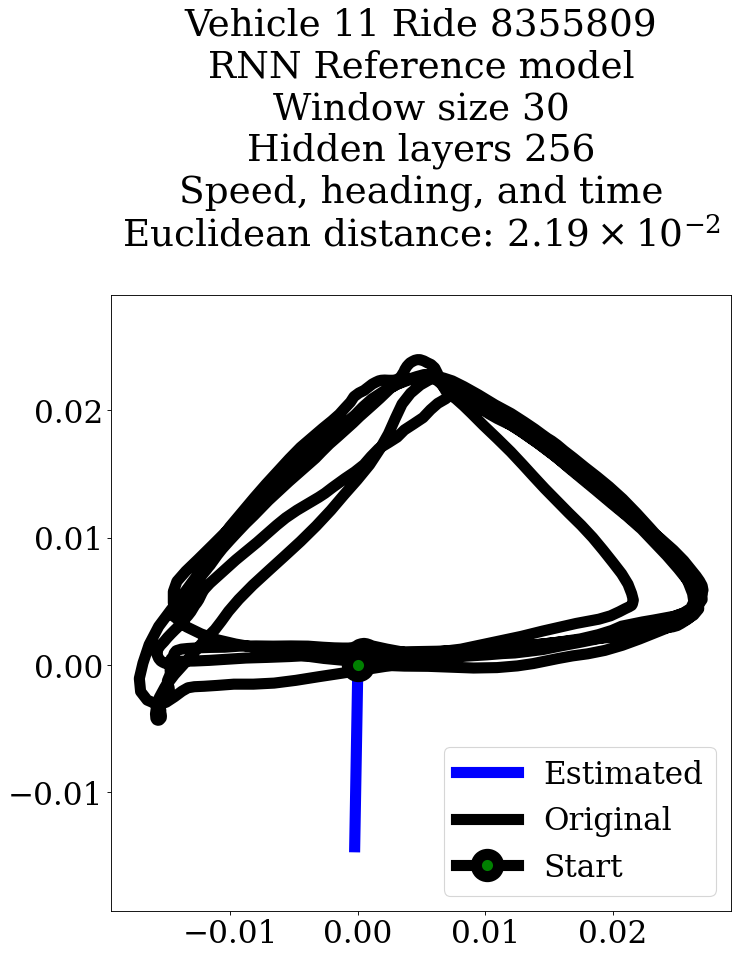 Vehicle 11 Ride 8355809
RNN Reference model
Window size 30
Hidden layers 256
Speed, heading, and time
Euclidean distance: 2.19 × 10⁻²
0.02
0.01
0.00
−0.01
Estimated
Original
Start
−0.01 0.00 0.01 0.02